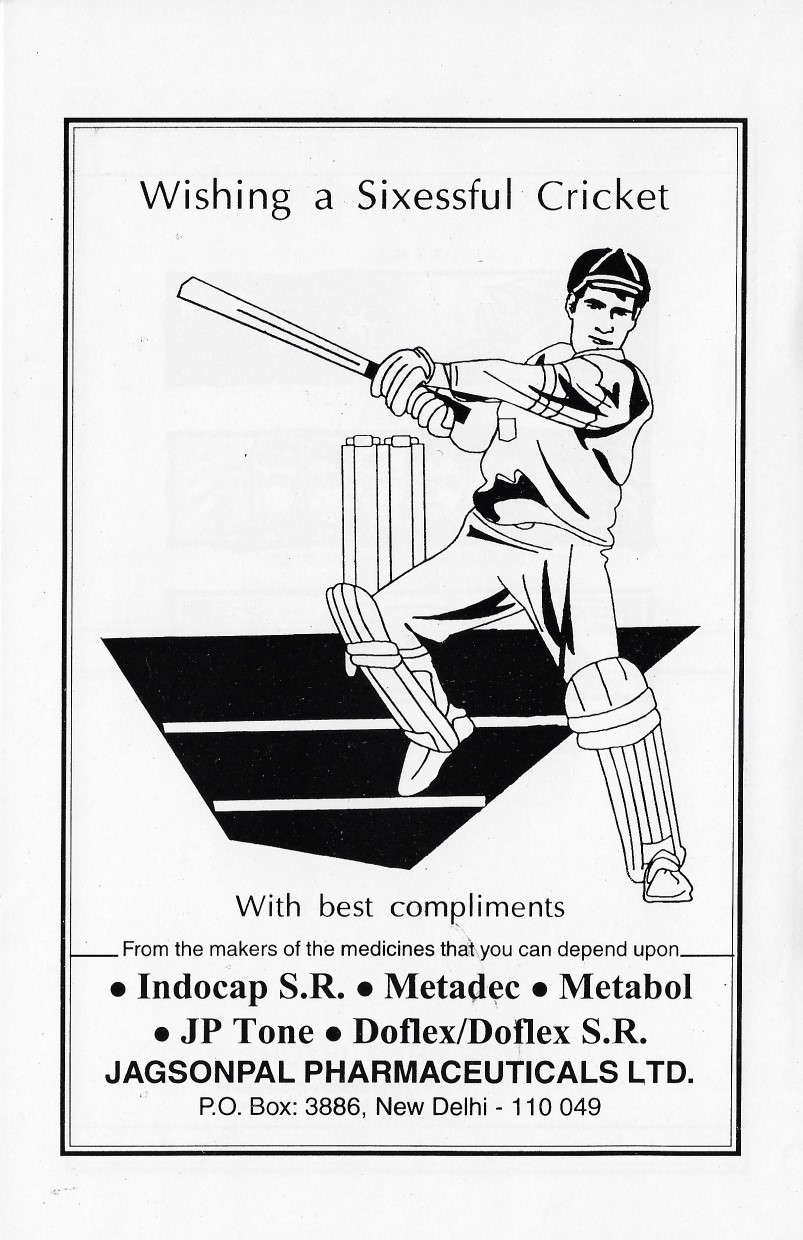 Wishing a Sixessful Cricket
With best compliments
From the makers of the medicines that you can depend upon
• Indocap S.R. • Metadec • Metabol
• JP Tone • Doflex/Doflex S.R.
JAGSONPAL PHARMACEUTICALS LTD.
P.O. Box: 3886, New Delhi - 110 049